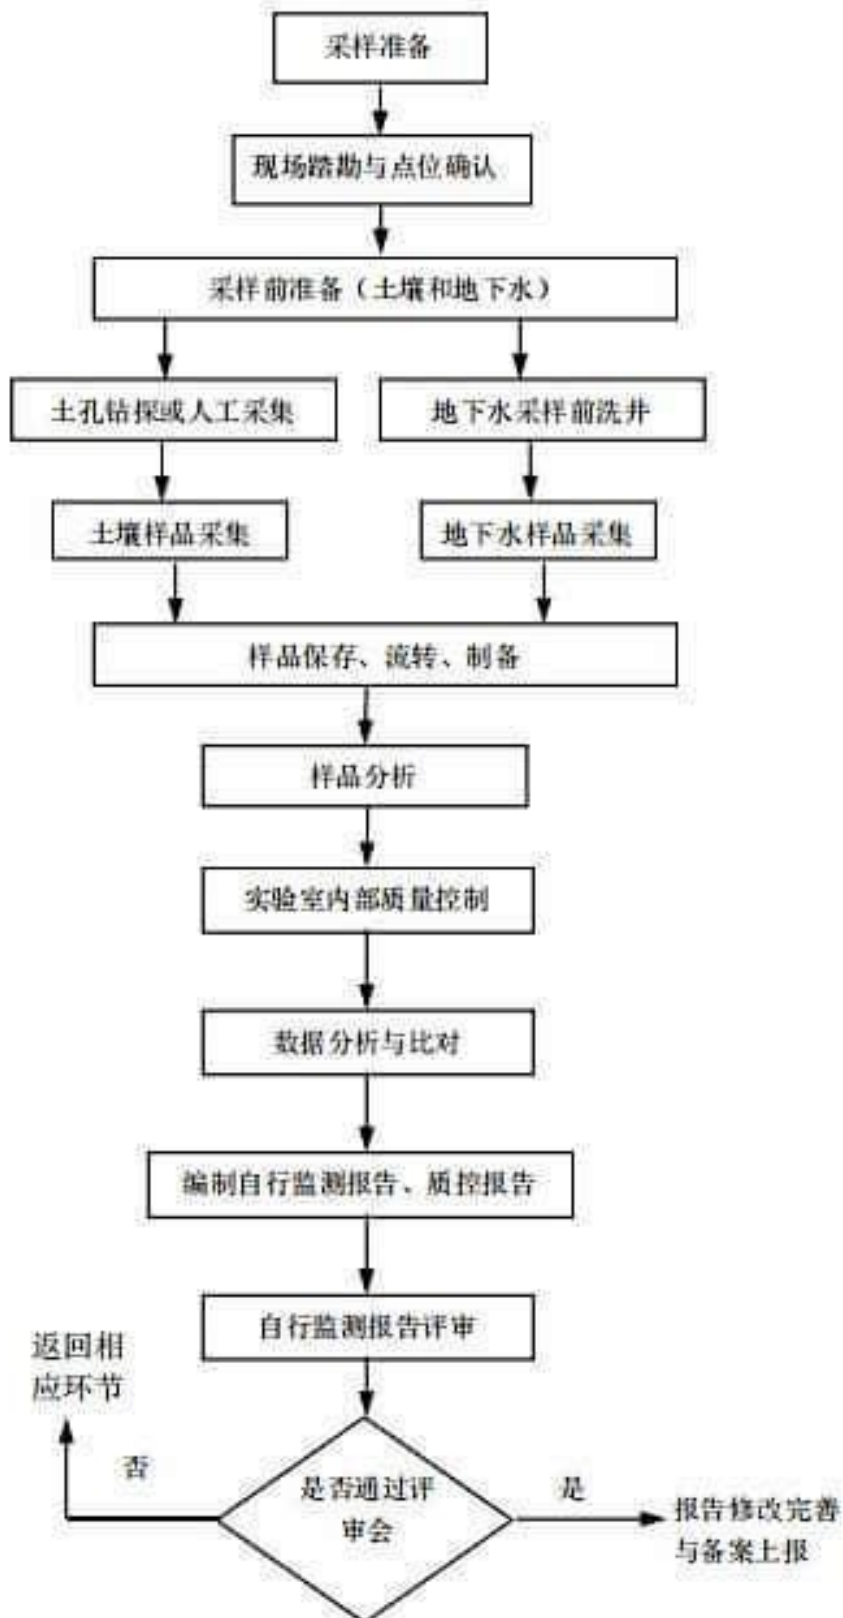 采样准备
现场踏勘与点位确认
采样前准备（土壤和地下水）
土孔钻探或人工采集
地下水采样前洗井
土壤样品采集
地下水样品采集
样品保存、流转、制备
样品分析
实验室内部质量控制
数据分析与比对
编制自行监测报告、质控报告
自行监测报告评审
返回相
应环节
否
是否通过评
审会
是
报告修改完善
与备案上报